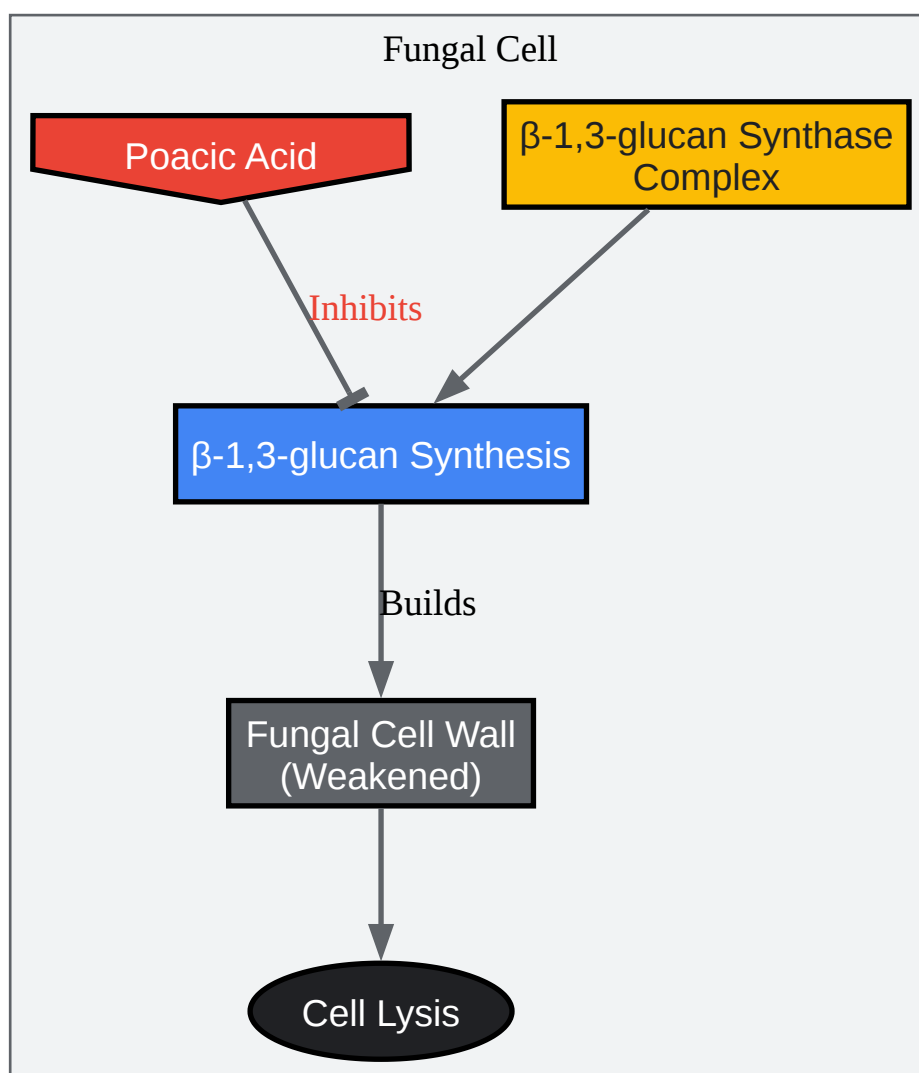 Fungal Cell
Poacic Acid
β-1,3-glucan Synthase
Complex
Inhibits
β-1,3-glucan Synthesis
Builds
Fungal Cell Wall
(Weakened)
Cell Lysis